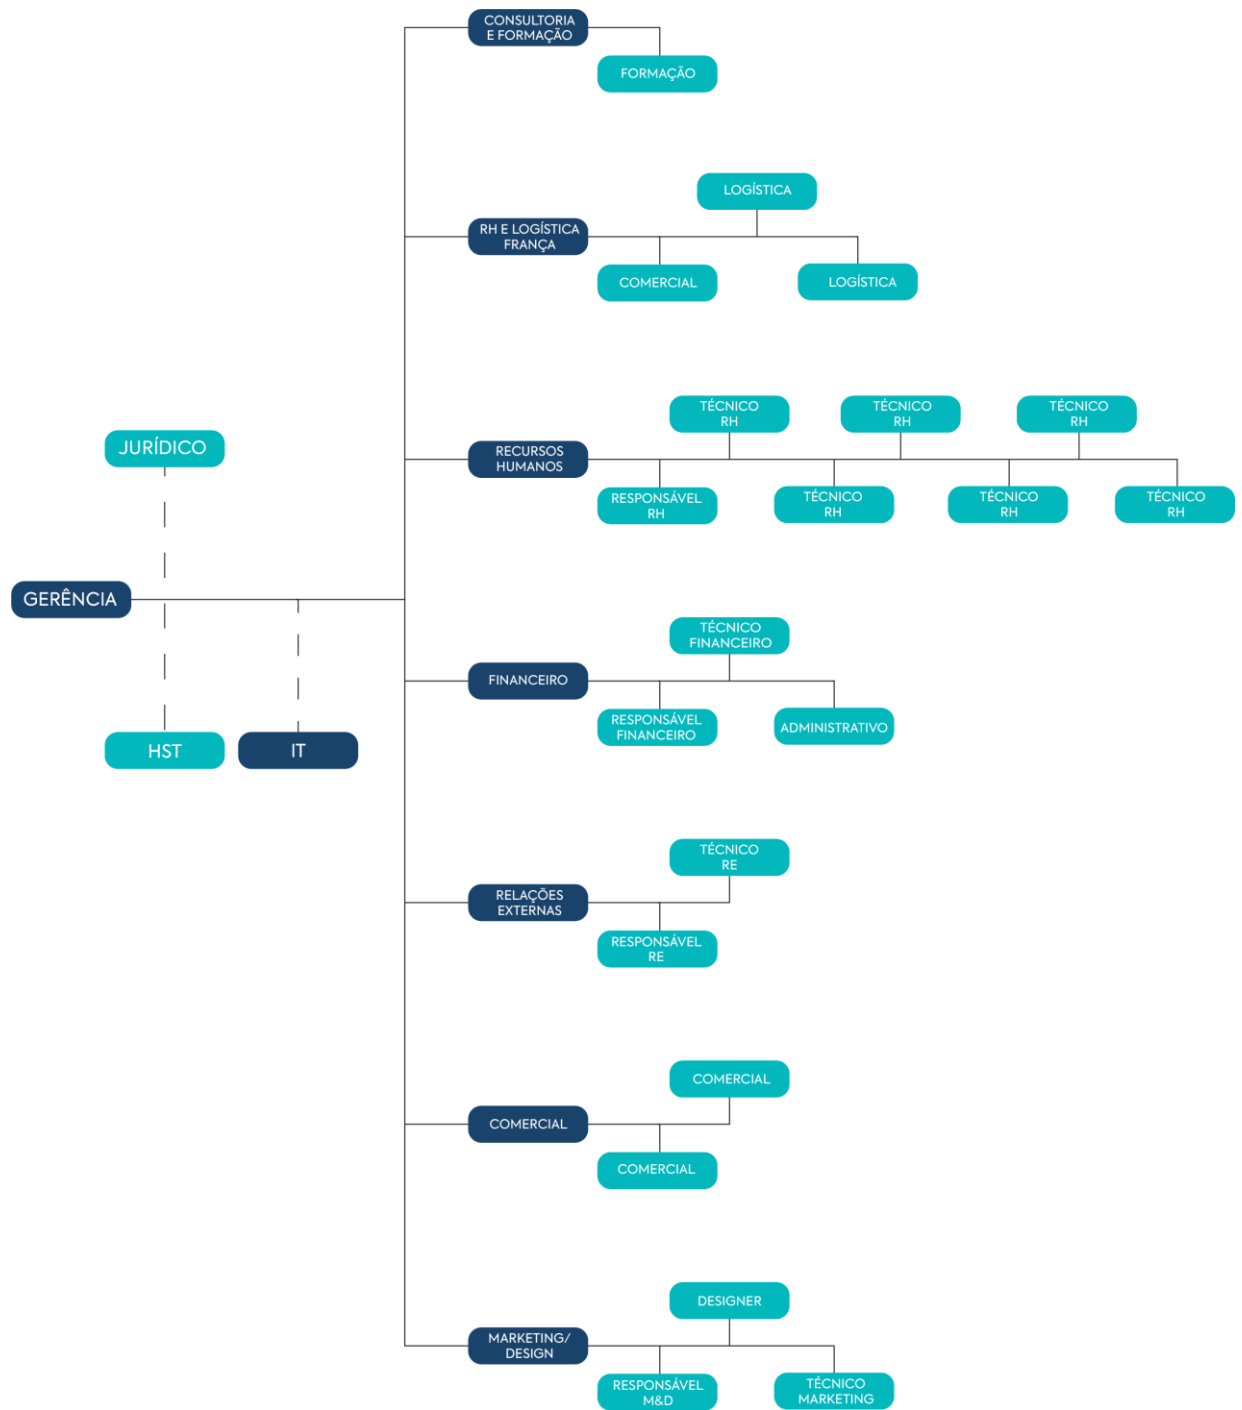 CONSULTORIA
E FORMAÇÃO
FORMAÇÃO
LOGÍSTICA
RH E LOGÍSTICA
FRANÇA
COMERCIAL
LOGÍSTICA
TÉCNICO
RH
TÉCNICO
RH
TÉCNICO
RH
JURÍDICO
RECURSOS
HUMANOS
RESPONSÁVEL
RH
TÉCNICO
RH
TÉCNICO
RH
TÉCNICO
RH
GERÊNCIA
TÉCNICO
FINANCEIRO
FINANCEIRO
RESPONSÁVEL
FINANCEIRO
ADMINISTRATIVO
HST
IT
TÉCNICO
RE
RELAÇÕES
EXTERNAS
RESPONSÁVEL
RE
COMERCIAL
COMERCIAL
COMERCIAL
DESIGNER
MARKETING/
DESIGN
RESPONSÁVEL
M&D
TÉCNICO
MARKETING